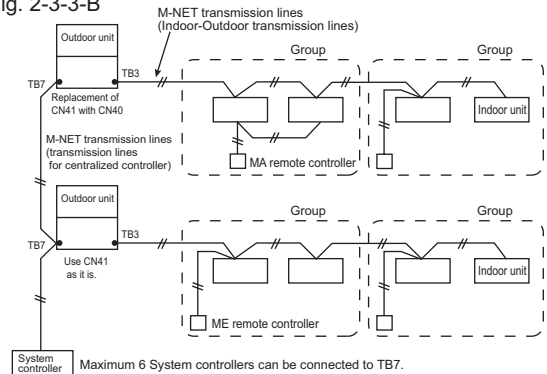 ig. 2-3-3-B
M-NET transmission lines
(Indoor-Outdoor transmission lines)
Outdoor unit
Group
Group
TB7
TB3
Replacement of
CN41 with CN40
Indoor unit
M-NET transmission lines
(transmission lines
for centralized controller)
MA remote controller
Outdoor unit
Group
Group
TB7
TB3
Use CN41
as it is.
Indoor unit
ME remote controller
System
controller
Maximum 6 System controllers can be connected to TB7.